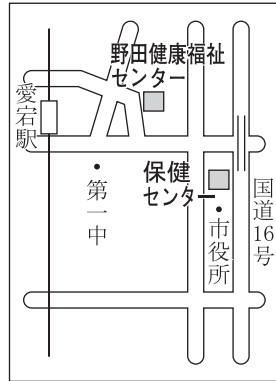 野田健康福祉
センター
愛宕駅
保健
センター
第一中
市役所
国道16号